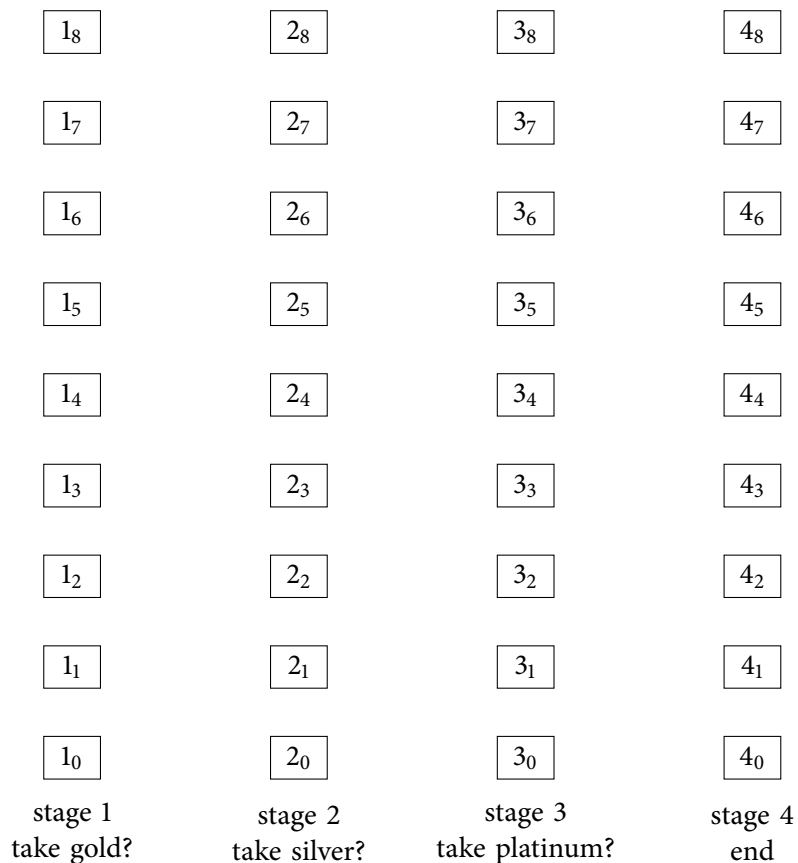 1₈ 2₈ 3₈ 4₈
1₇ 2₇ 3₇ 4₇
1₆ 2₆ 3₆ 4₆
1₅ 2₅ 3₅ 4₅
1₄ 2₄ 3₄ 4₄
1₃ 2₃ 3₃ 4₃
1₂ 2₂ 3₂ 4₂
1₁ 2₁ 3₁ 4₁
1₀ 2₀ 3₀ 4₀
stage 1 stage 2 stage 3 stage 4
take gold? take silver? take platinum? end